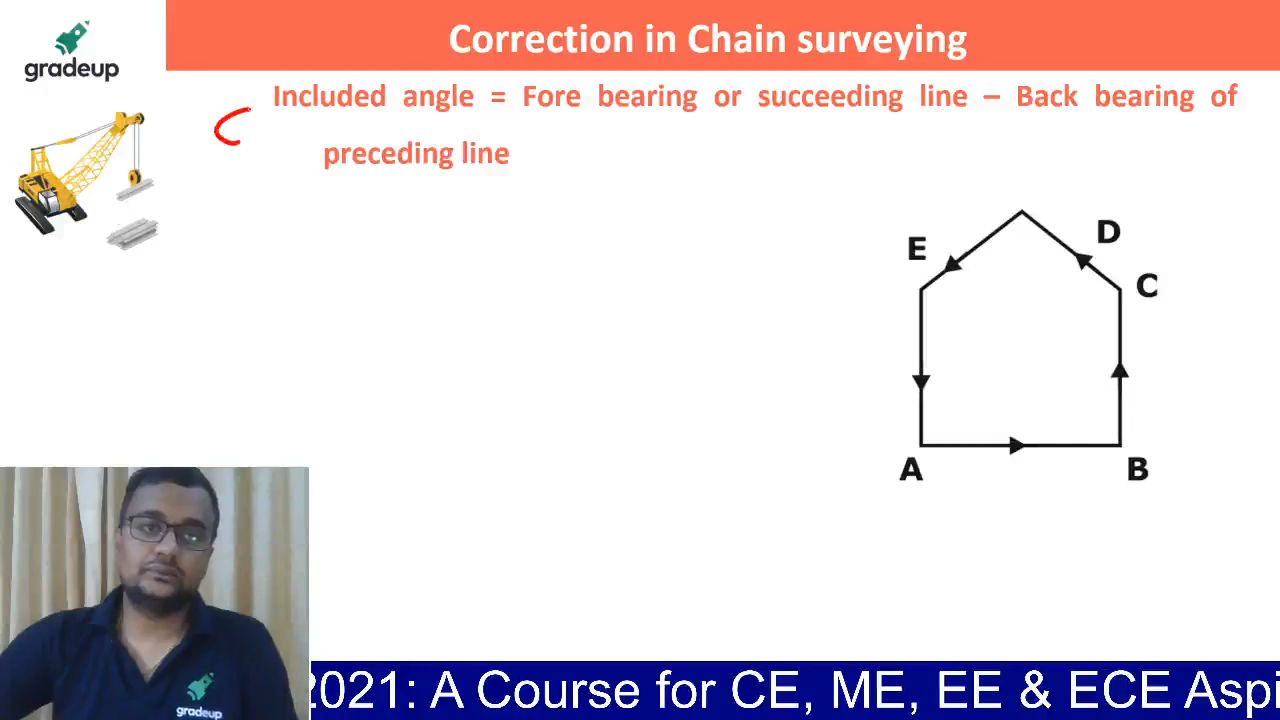 Correction in Chain surveying
gradeup
Included angle = Fore bearing or succeeding line – Back bearing of
preceding line
E
D
C
A
B
gradeup
2021: A Course for CE, ME, EE & ECE Aspi